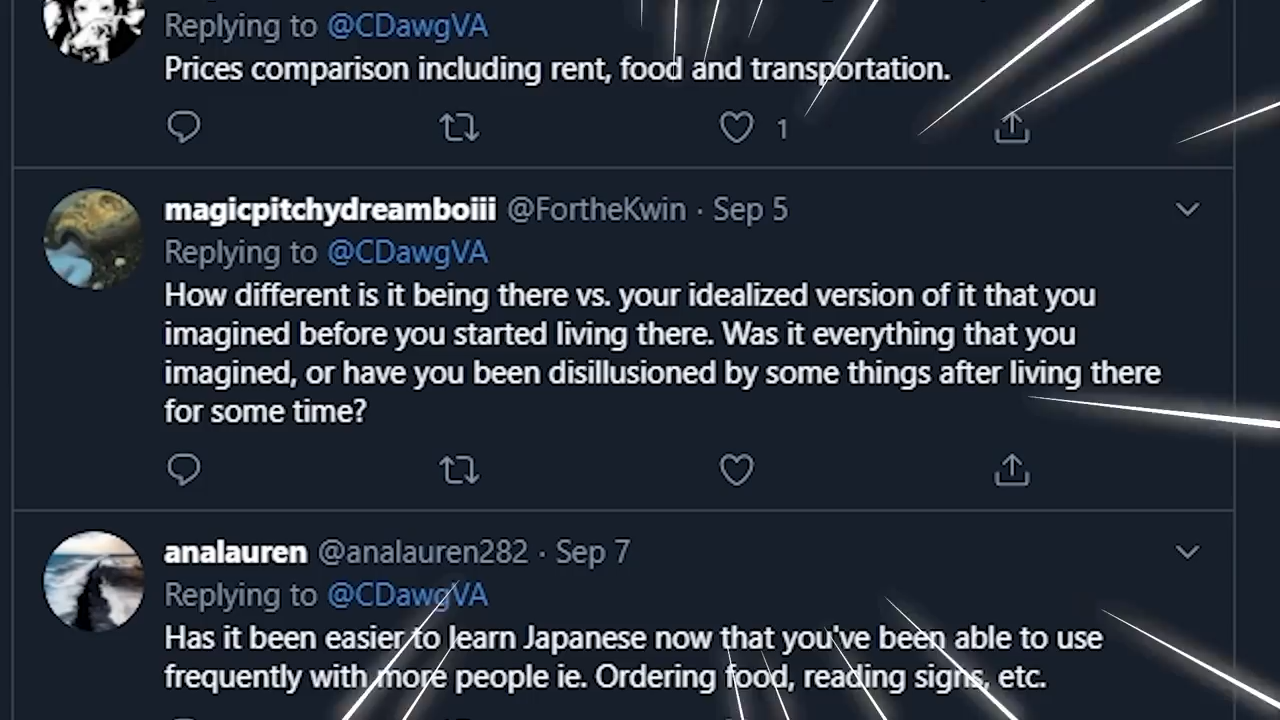 Replying to @CDawgVA
Prices comparison including rent, food and transportation.
1
magicpitchydreamboiii @FortheKwin · Sep 5
Replying to @CDawgVA
How different is it being there vs. your idealized version of it that you
imagined before you started living there. Was it everything that you
imagined, or have you been disillusioned by some things after living there
for some time?
analauren @analauren282 · Sep 7
Replying to @CDawgVA
Has it been easier to learn Japanese now that you've been able to use
frequently with more people ie. Ordering food, reading signs, etc.